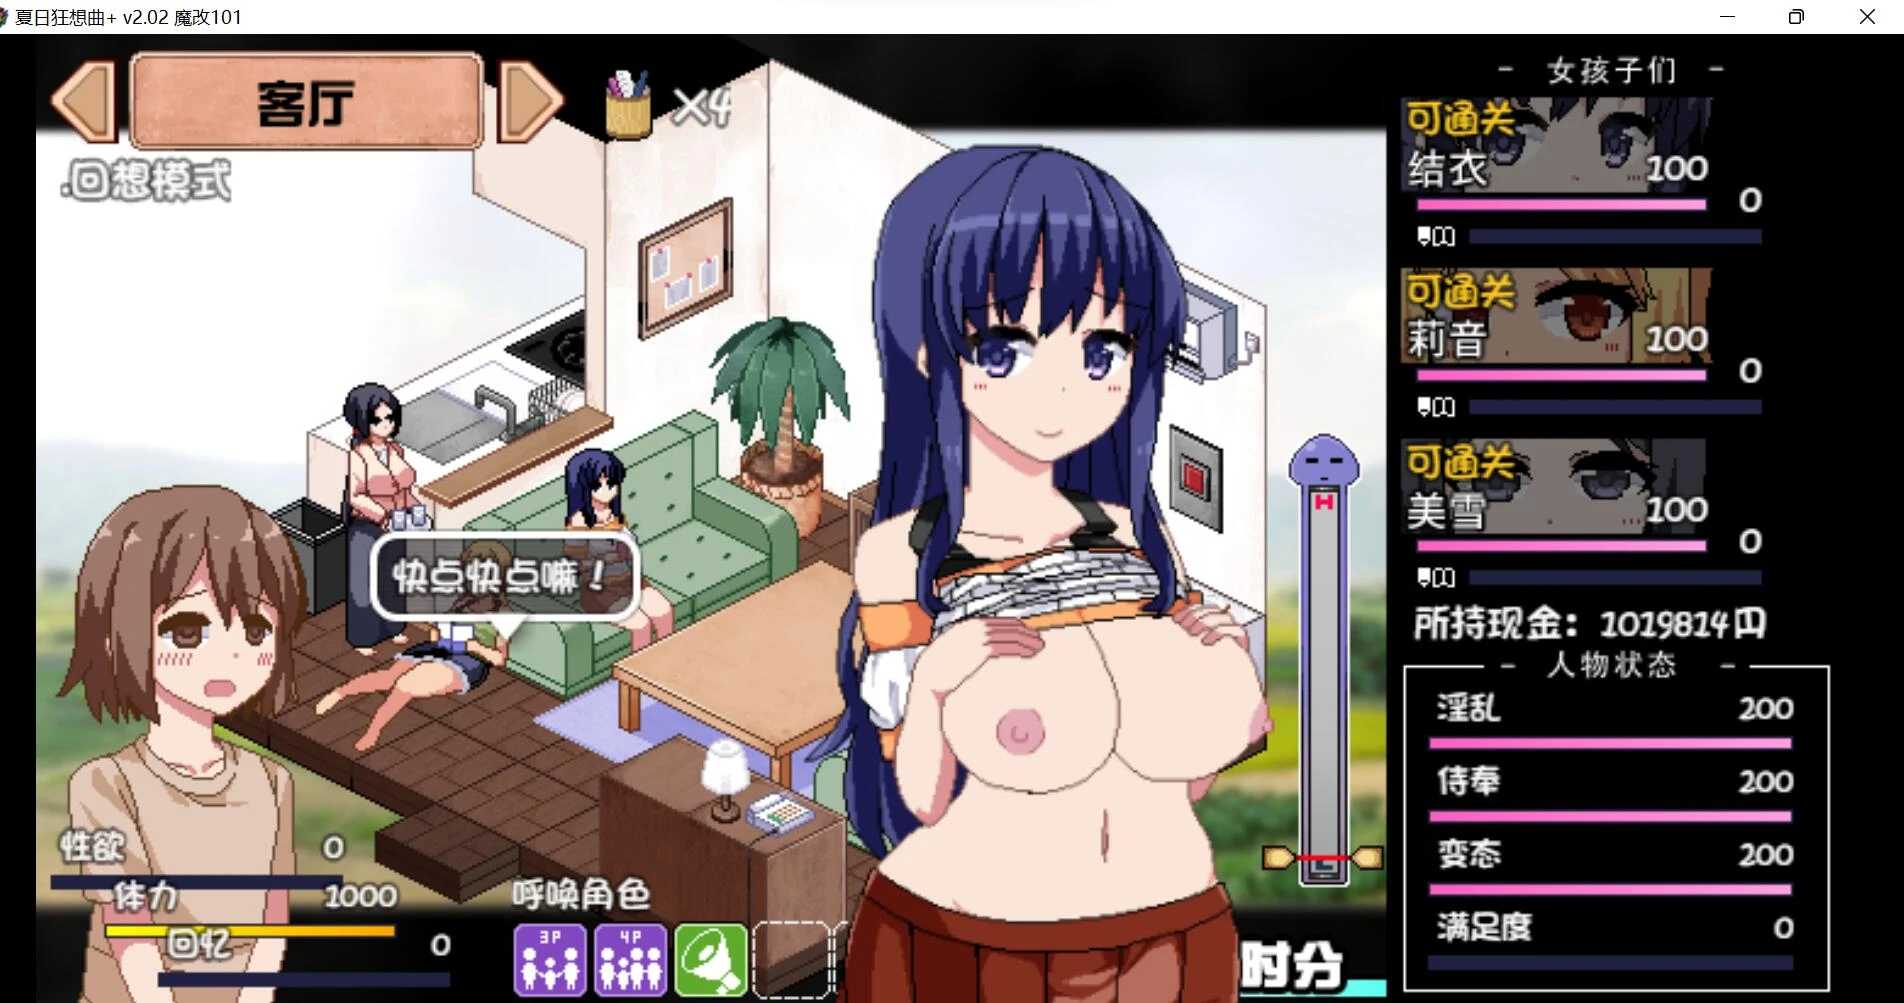 夏日狂想曲+ v2.02 魔改101
客厅
×4
.回想模式
快点快点嘛！
性欲 0
体力 1000
回忆 0
呼唤角色
3P
4P
H
L
时分
- 女孩子们 -
可通关
结衣 100
0
可通关
莉音 100
0
可通关
美雪 100
0
所持现金：1019814円
- 人物状态 -
淫乱 200
侍奉 200
变态 200
满足度 0